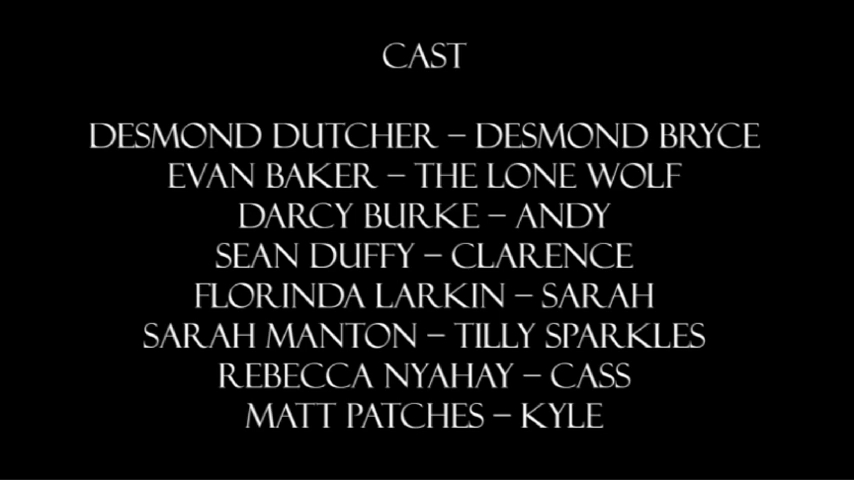 CAST
DESMOND DUTCHER – DESMOND BRYCE
EVAN BAKER – THE LONE WOLF
DARCY BURKE – ANDY
SEAN DUFFY – CLARENCE
FLORINDA LARKIN – SARAH
SARAH MANTON – TILLY SPARKLES
REBECCA NYAHAY – CASS
MATT PATCHES – KYLE